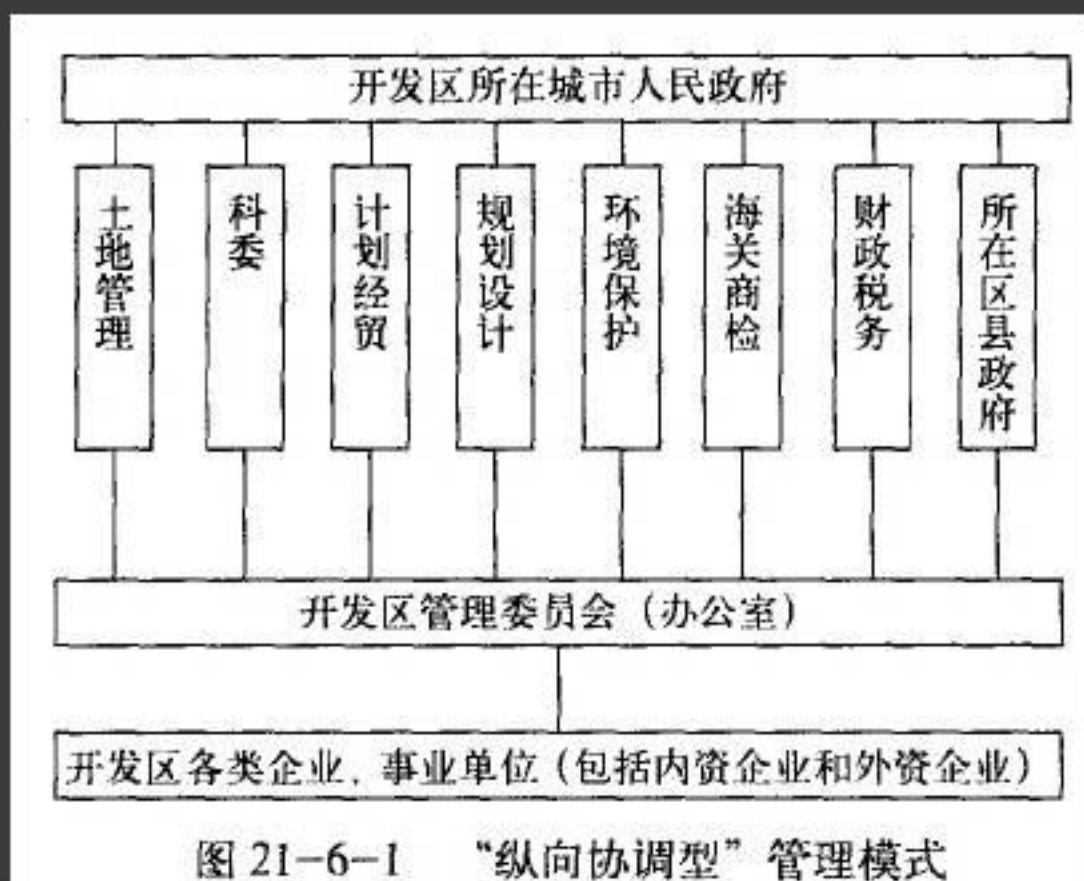 开发区所在城市人民政府
土地管理
科委
计划经贸
规划设计
环境保护
海关商检
财政税务
所在区县政府
开发区管理委员会（办公室）
开发区各类企业、事业单位（包括内资企业和外资企业）
图 21-6-1 “纵向协调型”管理模式